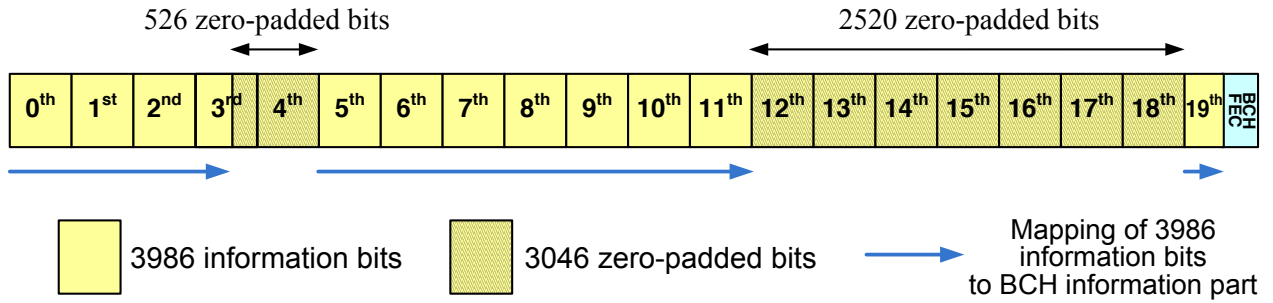 526 zero-padded bits
2520 zero-padded bits
0th 1st 2nd 3rd 4th 5th 6th 7th 8th 9th 10th 11th 12th 13th 14th 15th 16th 17th 18th 19th BCH FEC
3986 information bits
3046 zero-padded bits
Mapping of 3986
information bits
to BCH information part